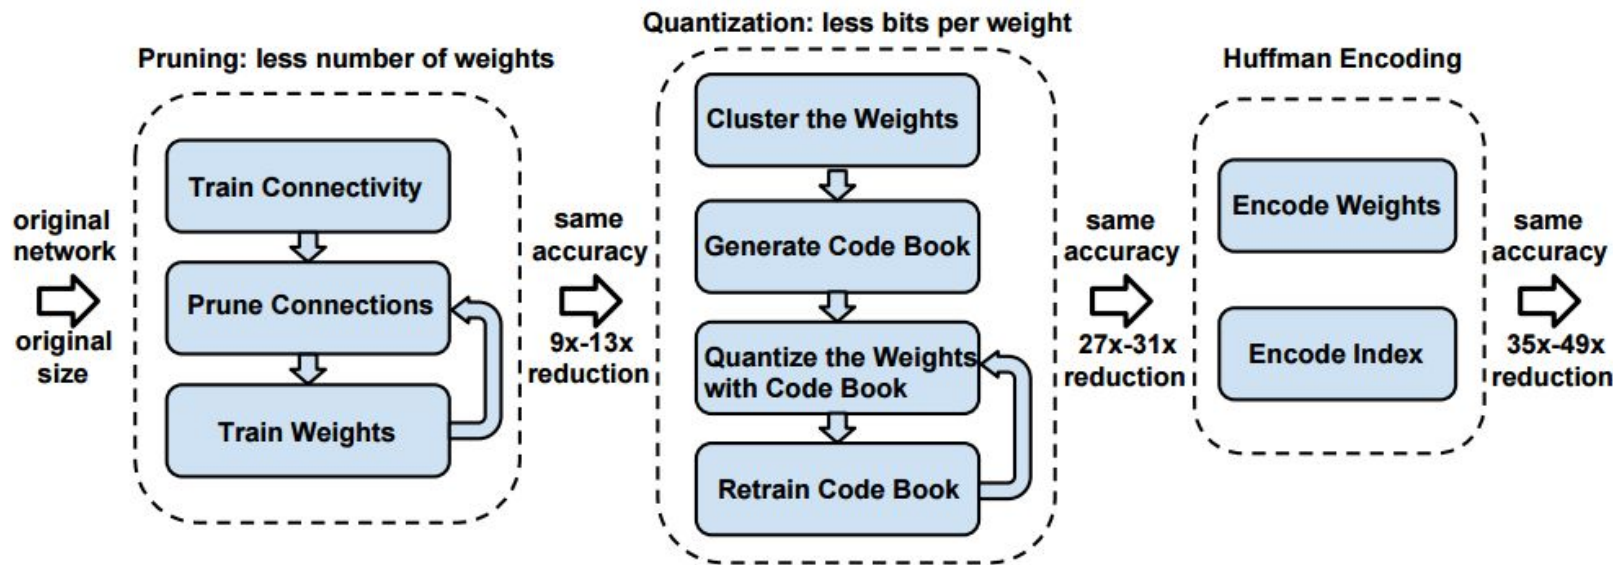 original
network
original
size
Pruning: less number of weights
Train Connectivity
Prune Connections
Train Weights
same
accuracy
9x-13x
reduction
Quantization: less bits per weight
Cluster the Weights
Generate Code Book
Quantize the Weights
with Code Book
Retrain Code Book
same
accuracy
27x-31x
reduction
Huffman Encoding
Encode Weights
Encode Index
same
accuracy
35x-49x
reduction